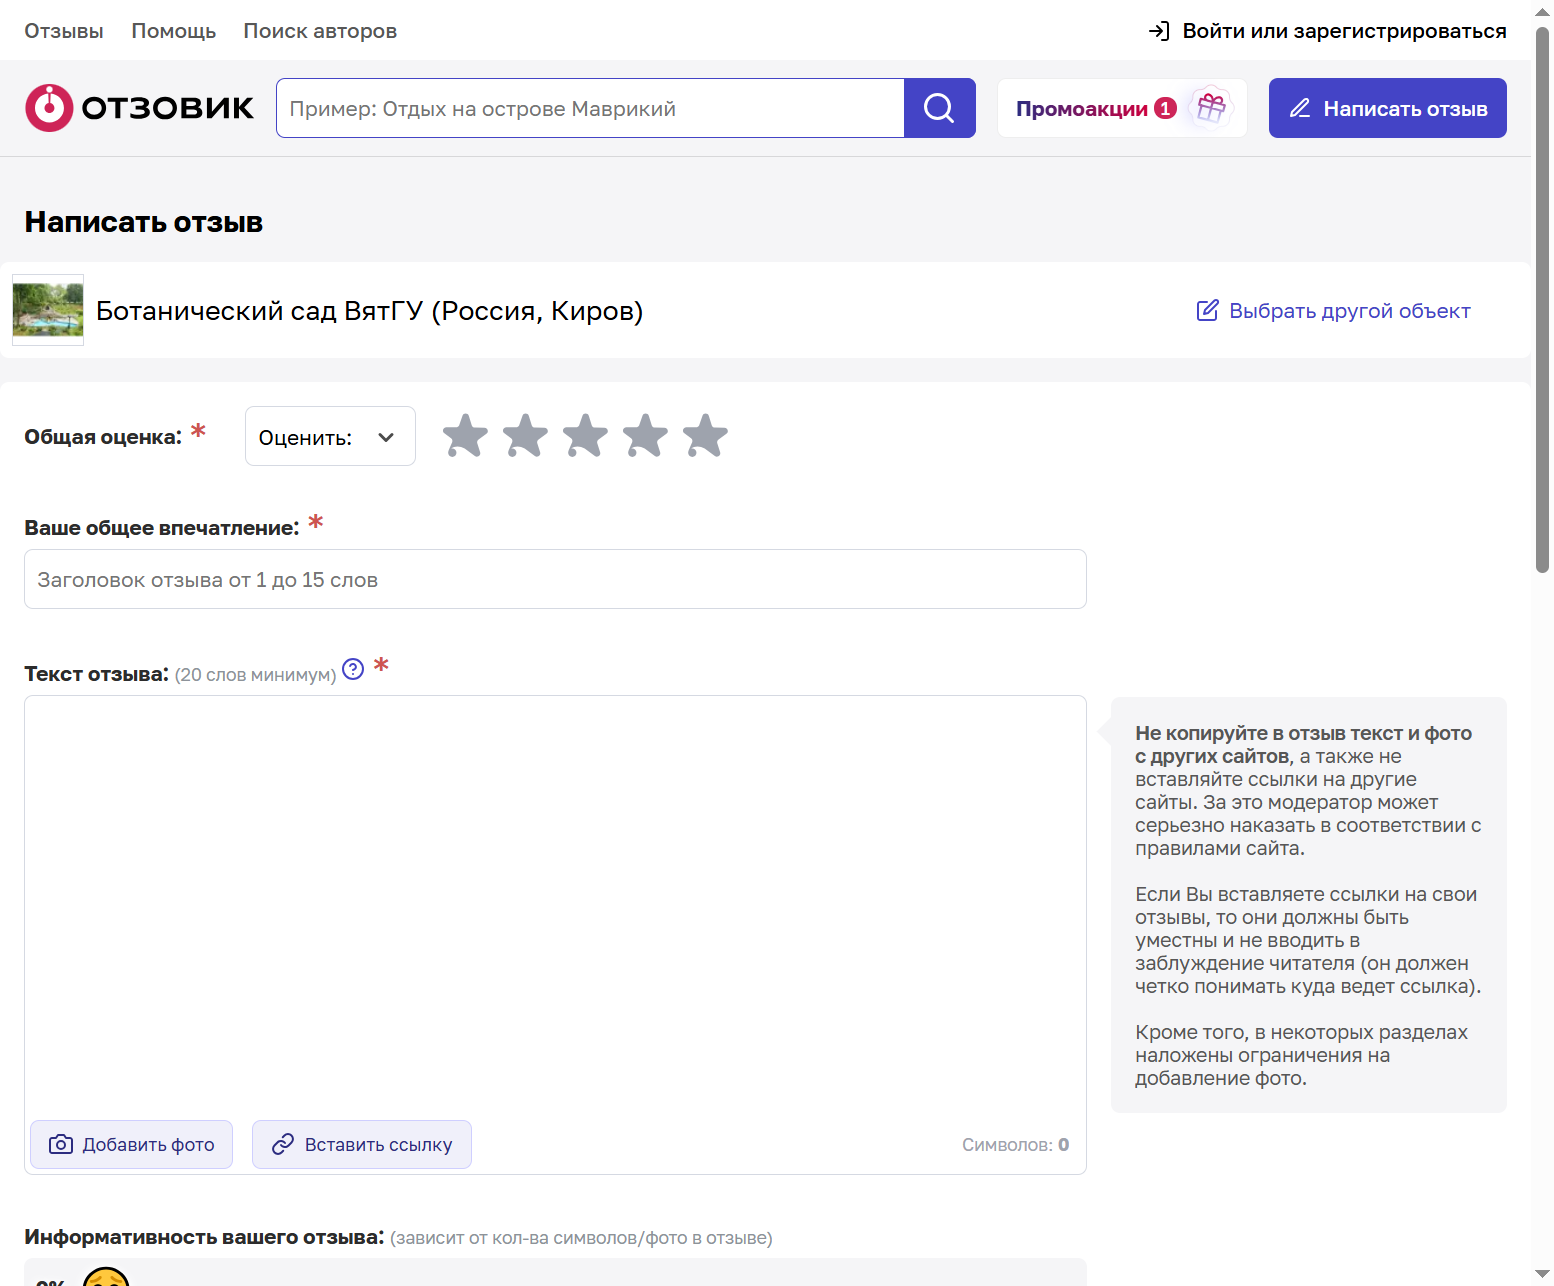 Отзывы Помощь Поиск авторов Войти или зарегистрироваться
ОТЗОВИК Пример: Отдых на острове Маврикий Промоакции 1 Написать отзыв
Написать отзыв
Ботанический сад ВятГУ (Россия, Киров) Выбрать другой объект
Общая оценка: * Оценить:
Ваше общее впечатление: *
Заголовок отзыва от 1 до 15 слов
Текст отзыва: (20 слов минимум) ? *
Не копируйте в отзыв текст и фото
с других сайтов, а также не
вставляйте ссылки на другие
сайты. За это модератор может
серьезно наказать в соответствии с
правилами сайта.
Если Вы вставляете ссылки на свои
отзывы, то они должны быть
уместны и не вводить в
заблуждение читателя (он должен
четко понимать куда ведет ссылка).
Кроме того, в некоторых разделах
наложены ограничения на
добавление фото.
Добавить фото Вставить ссылку Символов: 0
Информативность вашего отзыва: (зависит от кол-ва символов/фото в отзыве)